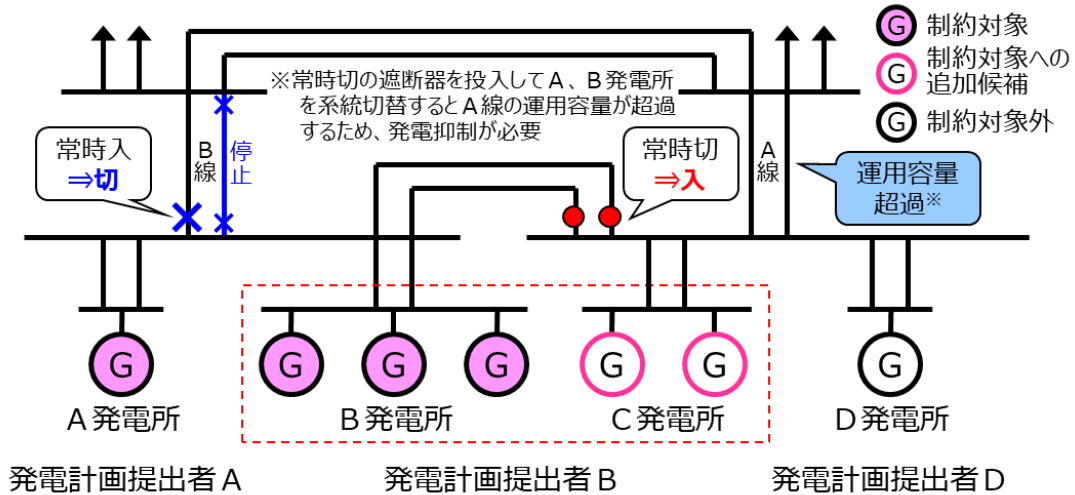 G 制約対象
G 制約対象への
追加候補
G 制約対象外
※常時切の遮断器を投入してA、B発電所
を系統切替するとA線の運用容量が超過
するため、発電抑制が必要
常時入
⇒切
B線
停止
常時切
⇒入
A線
運用容量
超過※
G
G G G
G G
G
A発電所
B発電所
C発電所
D発電所
発電計画提出者A
発電計画提出者B
発電計画提出者D